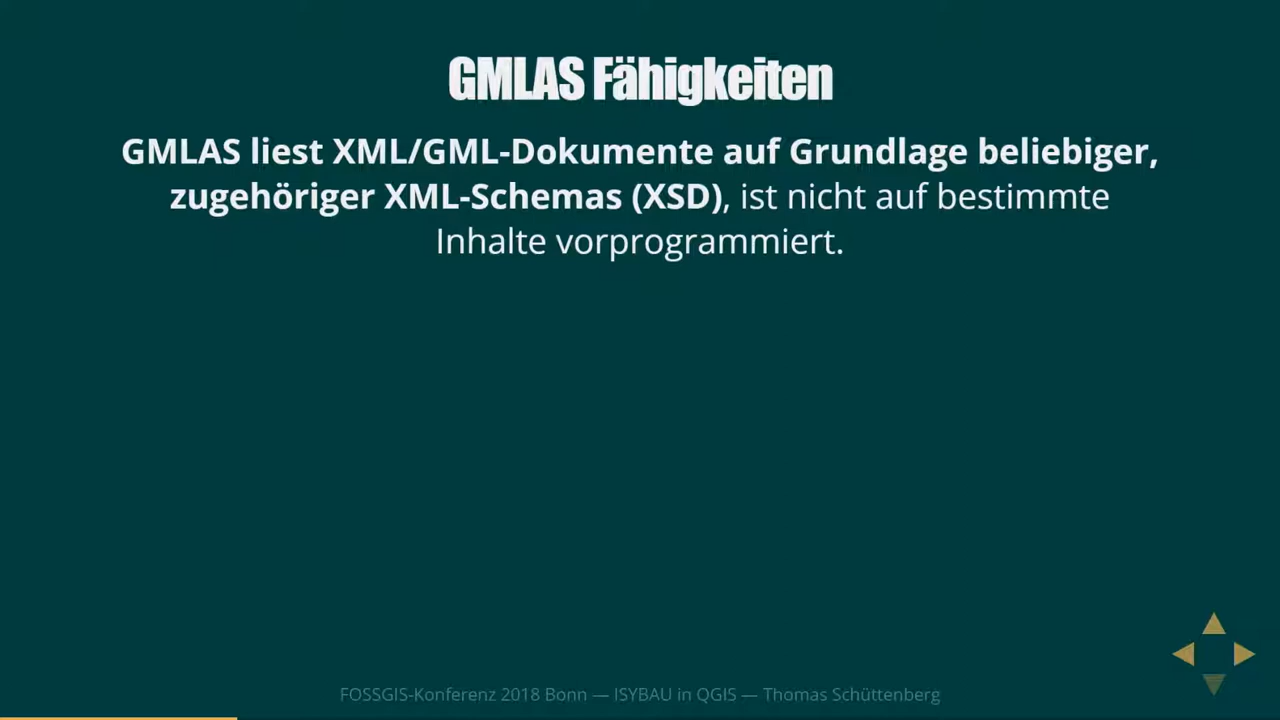 GMLAS Fähigkeiten
GMLAS liest XML/GML-Dokumente auf Grundlage beliebiger,
zugehöriger XML-Schemas (XSD), ist nicht auf bestimmte
Inhalte vorprogrammiert.
FOSSGIS-Konferenz 2018 Bonn — ISYBAU in QGIS — Thomas Schüttenberg